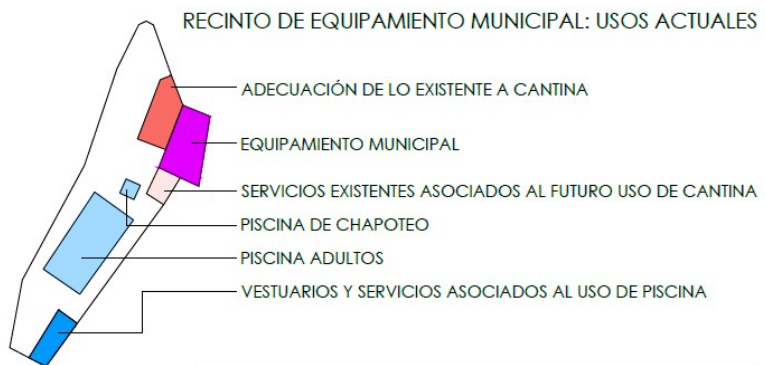 RECINTO DE EQUIPAMIENTO MUNICIPAL: USOS ACTUALES
ADECUACIÓN DE LO EXISTENTE A CANTINA
EQUIPAMIENTO MUNICIPAL
SERVICIOS EXISTENTES ASOCIADOS AL FUTURO USO DE CANTINA
PISCINA DE CHAPOTEO
PISCINA ADULTOS
VESTUARIOS Y SERVICIOS ASOCIADOS AL USO DE PISCINA